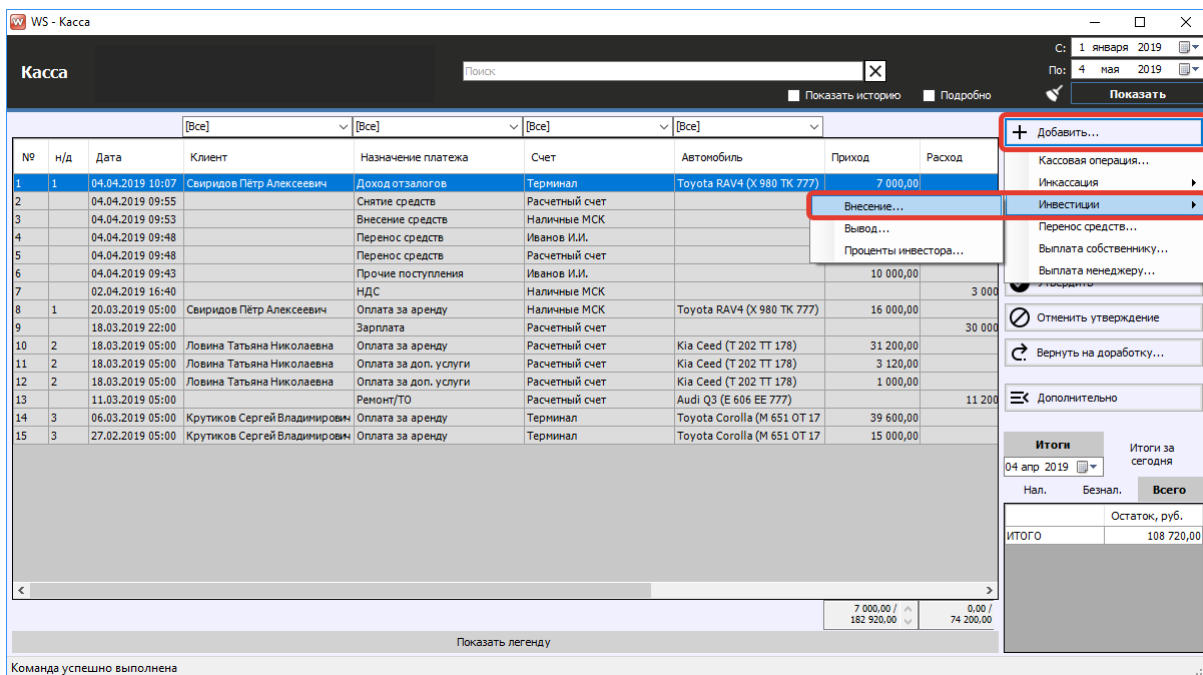 WS - Касса
С: 1 января 2019
Касса
Поиск
По: 4 мая 2019
Показать историю Подробно Показать
[Все] [Все] [Все] [Все]
Добавить...
№ н/д Дата Клиент Назначение платежа Счет Автомобиль Приход Расход
Кассовая операция...
Инкассация
Инвестиции
Перенос средств...
Выплата собственнику...
Выплата менеджеру...
Внесение...
Вывод...
Проценты инвестора...
1 1 04.04.2019 10:07 Свиридов Пётр Алексеевич Доход от залогов Терминал Toyota RAV4 (X 980 TK 777) 7 000,00
2 04.04.2019 09:55 Снятие средств Расчетный счет
3 04.04.2019 09:53 Внесение средств Наличные МСК
4 04.04.2019 09:48 Перенос средств Иванов И.И.
5 04.04.2019 09:48 Перенос средств Расчетный счет
6 04.04.2019 09:43 Прочие поступления Иванов И.И. 10 000,00
7 02.04.2019 16:40 НДС Наличные МСК 3 000
8 1 20.03.2019 05:00 Свиридов Пётр Алексеевич Оплата за аренду Наличные МСК Toyota RAV4 (X 980 TK 777) 16 000,00
9 18.03.2019 22:00 Зарплата Расчетный счет 30 000
10 2 18.03.2019 05:00 Ловина Татьяна Николаевна Оплата за аренду Расчетный счет Kia Ceed (T 202 TT 178) 31 200,00
11 2 18.03.2019 05:00 Ловина Татьяна Николаевна Оплата за доп. услуги Расчетный счет Kia Ceed (T 202 TT 178) 3 120,00
12 2 18.03.2019 05:00 Ловина Татьяна Николаевна Оплата за доп. услуги Расчетный счет Kia Ceed (T 202 TT 178) 1 000,00
13 11.03.2019 05:00 Ремонт/ТО Расчетный счет Audi Q3 (E 606 EE 777) 11 200
14 3 06.03.2019 05:00 Крутиков Сергей Владимирович Оплата за аренду Терминал Toyota Corolla (M 651 OT 17 39 600,00
15 3 27.02.2019 05:00 Крутиков Сергей Владимирович Оплата за аренду Терминал Toyota Corolla (M 651 OT 17 15 000,00
Утвердить
Отменить утверждение
Вернуть на доработку...
Дополнительно
Итоги Итоги за
сегодня
04 апр 2019
Нал. Безнал. Всего
Остаток, руб.
ИТОГО 108 720,00
7 000,00 / 0,00 /
182 920,00 74 200,00
Показать легенду
Команда успешно выполнена